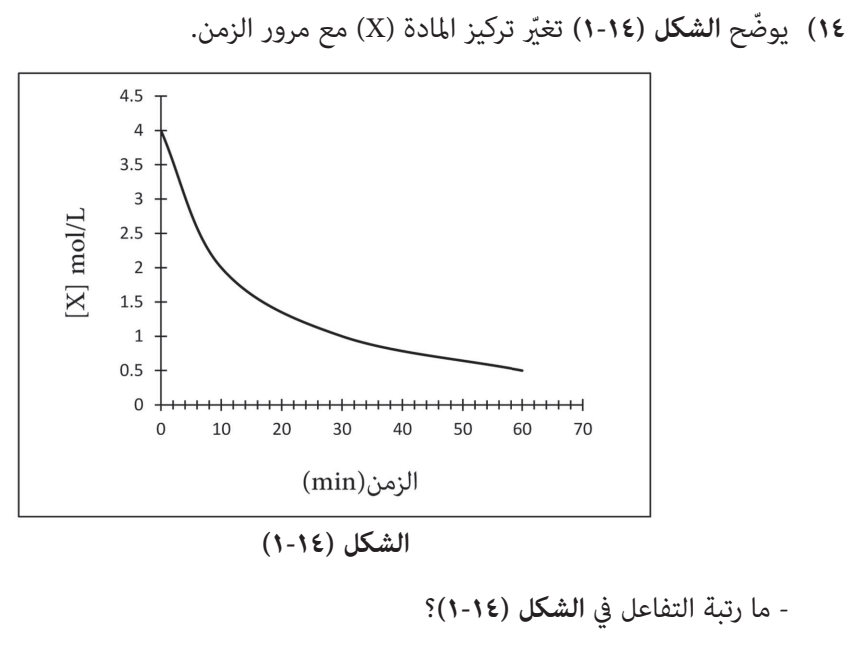 ١٤) يوضّح الشكل (١٤-١) تغيّر تركيز المادة (X) مع مرور الزمن.
[X] mol/L
4.5
4
3.5
3
2.5
2
1.5
1
0.5
0
0 10 20 30 40 50 60 70
الزمن(min)
الشكل (١٤-١)
- ما رتبة التفاعل في الشكل (١٤-١)؟